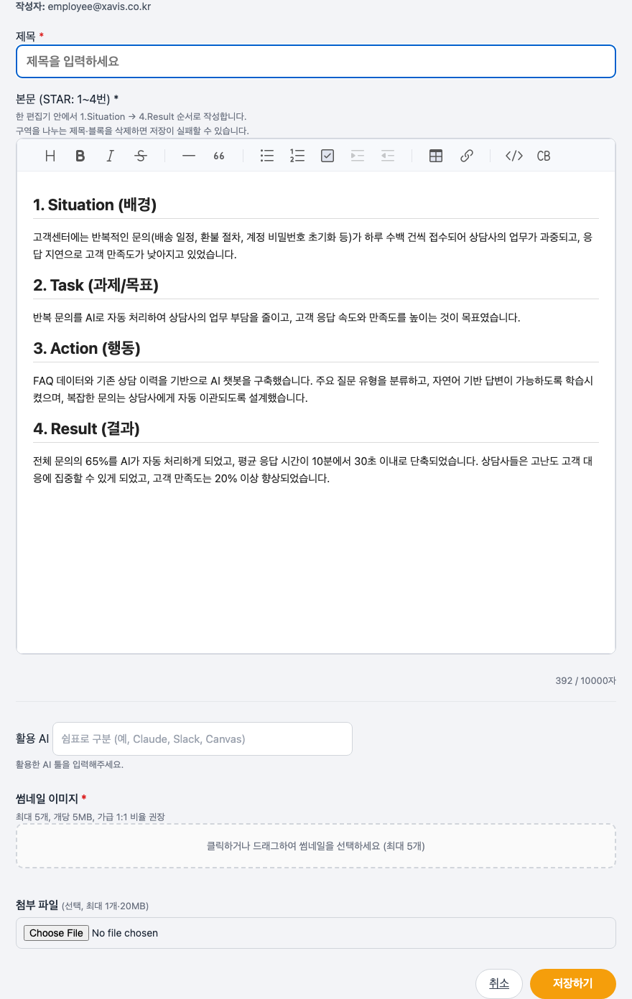 작성자: employee@xavis.co.kr
제목 *
제목을 입력하세요
본문 (STAR: 1~4번) *
한 편집기 안에서 1.Situation → 4.Result 순서로 작성합니다.
구역을 나누는 제목·블록을 삭제하면 저장이 실패할 수 있습니다.
H B I S — 66 </> CB
1. Situation (배경)
고객센터에는 반복적인 문의(배송 일정, 환불 절차, 계정 비밀번호 초기화 등)가 하루 수백 건씩 접수되어 상담사의 업무가 과중되고, 응
답 지연으로 고객 만족도가 낮아지고 있었습니다.
2. Task (과제/목표)
반복 문의를 AI로 자동 처리하여 상담사의 업무 부담을 줄이고, 고객 응답 속도와 만족도를 높이는 것이 목표였습니다.
3. Action (행동)
FAQ 데이터와 기존 상담 이력을 기반으로 AI 챗봇을 구축했습니다. 주요 질문 유형을 분류하고, 자연어 기반 답변이 가능하도록 학습시
켰으며, 복잡한 문의는 상담사에게 자동 이관되도록 설계했습니다.
4. Result (결과)
전체 문의의 65%를 AI가 자동 처리하게 되었고, 평균 응답 시간이 10분에서 30초 이내로 단축되었습니다. 상담사들은 고난도 고객 대
응에 집중할 수 있게 되었고, 고객 만족도는 20% 이상 향상되었습니다.
392 / 10000자
활용 AI 쉼표로 구분 (예, Claude, Slack, Canvas)
활용한 AI 툴을 입력해주세요.
썸네일 이미지 *
최대 5개, 개당 5MB, 가급 1:1 비율 권장
클릭하거나 드래그하여 썸네일을 선택하세요 (최대 5개)
첨부 파일 (선택, 최대 1개·20MB)
Choose File No file chosen
취소 저장하기